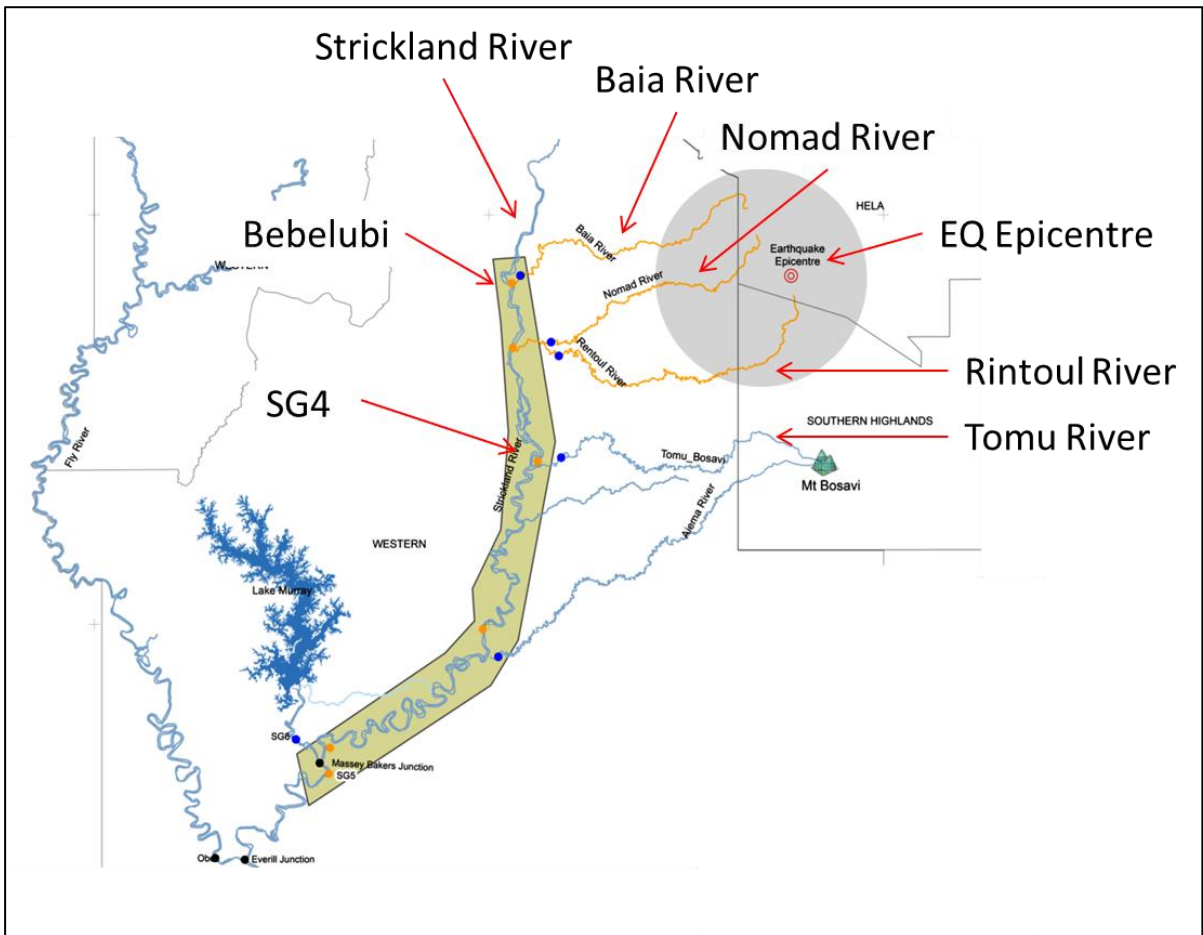 Strickland River
Baia River
Nomad River
HELA
Bebelubi
EQ Epicentre
Baia River
Earthquake
Epicentre
Nomad River
Rentoul River
Rintoul River
SG4
Fly River
Strickland River
SOUTHERN HIGHLANDS
Tomu River
Tomu_Bosavi
Mt Bosavi
Aiema River
WESTERN
Lake Murray
SG6
Massey Bakers Junction
SG5
Everill Junction